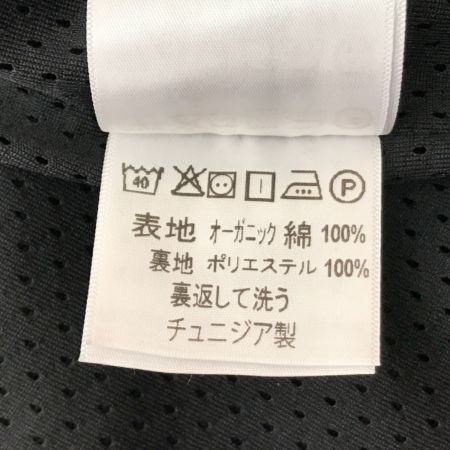 40 P
表地 オーガニック 綿 100%
裏地 ポリエステル 100%
裏返して洗う
チュニジア製